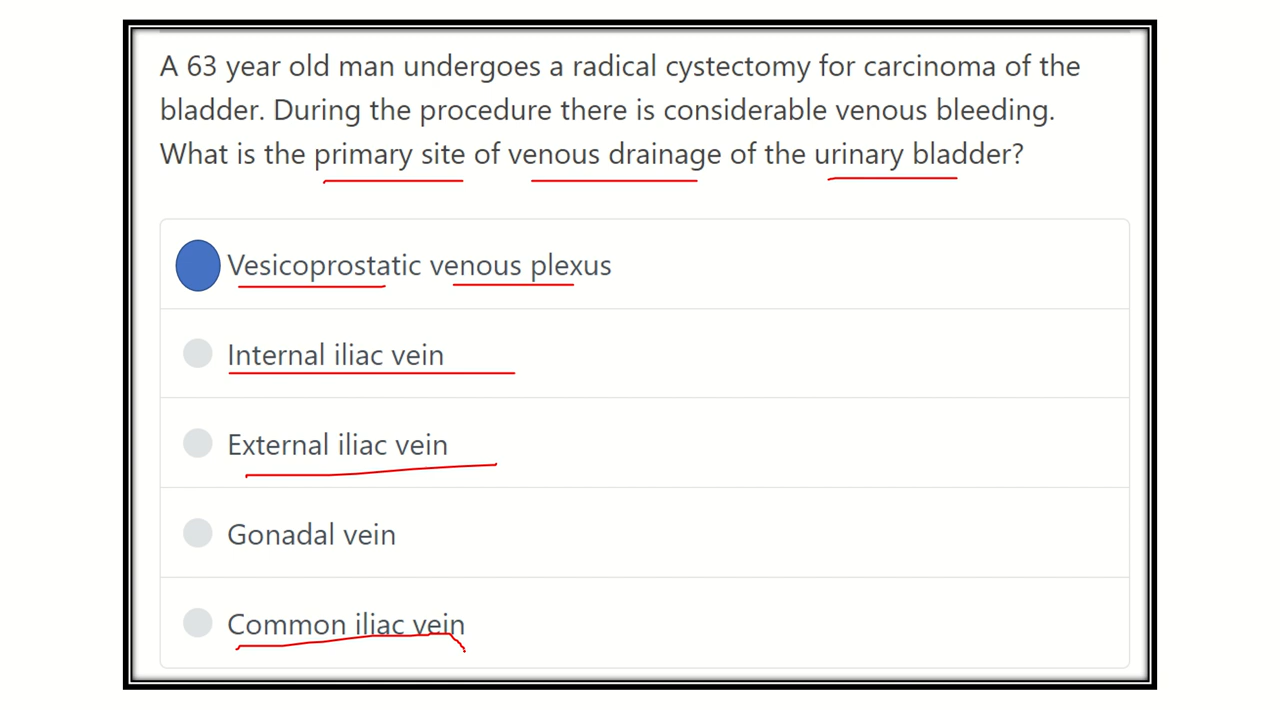 A 63 year old man undergoes a radical cystectomy for carcinoma of the
bladder. During the procedure there is considerable venous bleeding.
What is the primary site of venous drainage of the urinary bladder?
Vesicoprostatic venous plexus
Internal iliac vein
External iliac vein
Gonadal vein
Common iliac vein